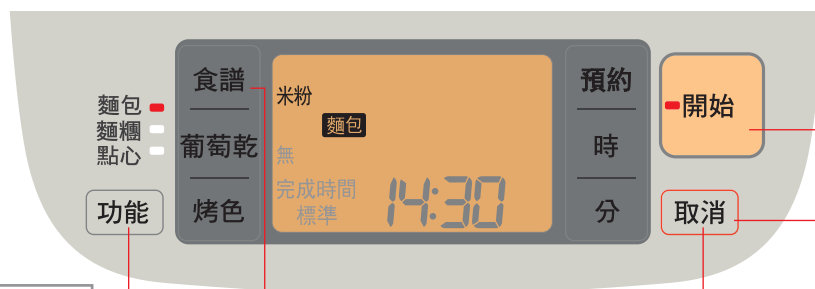 麵包
麵糰
點心
功能
食譜
葡萄乾
烤色
米粉
麵包
無
完成時間
標準
14:30
預約
時
分
開始
取消